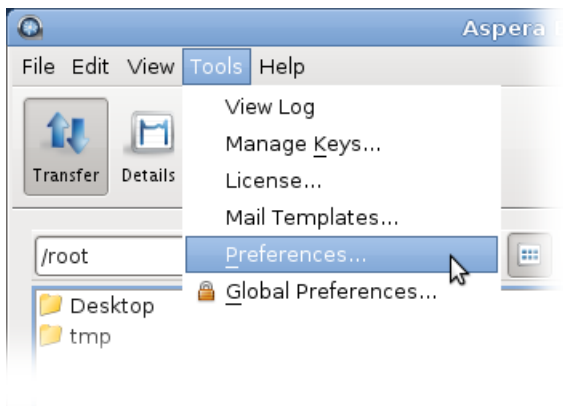 Aspera
File Edit View Tools Help
View Log
Manage Keys...
License...
Mail Templates...
Preferences...
Global Preferences...
Transfer Details
/root
Desktop
tmp